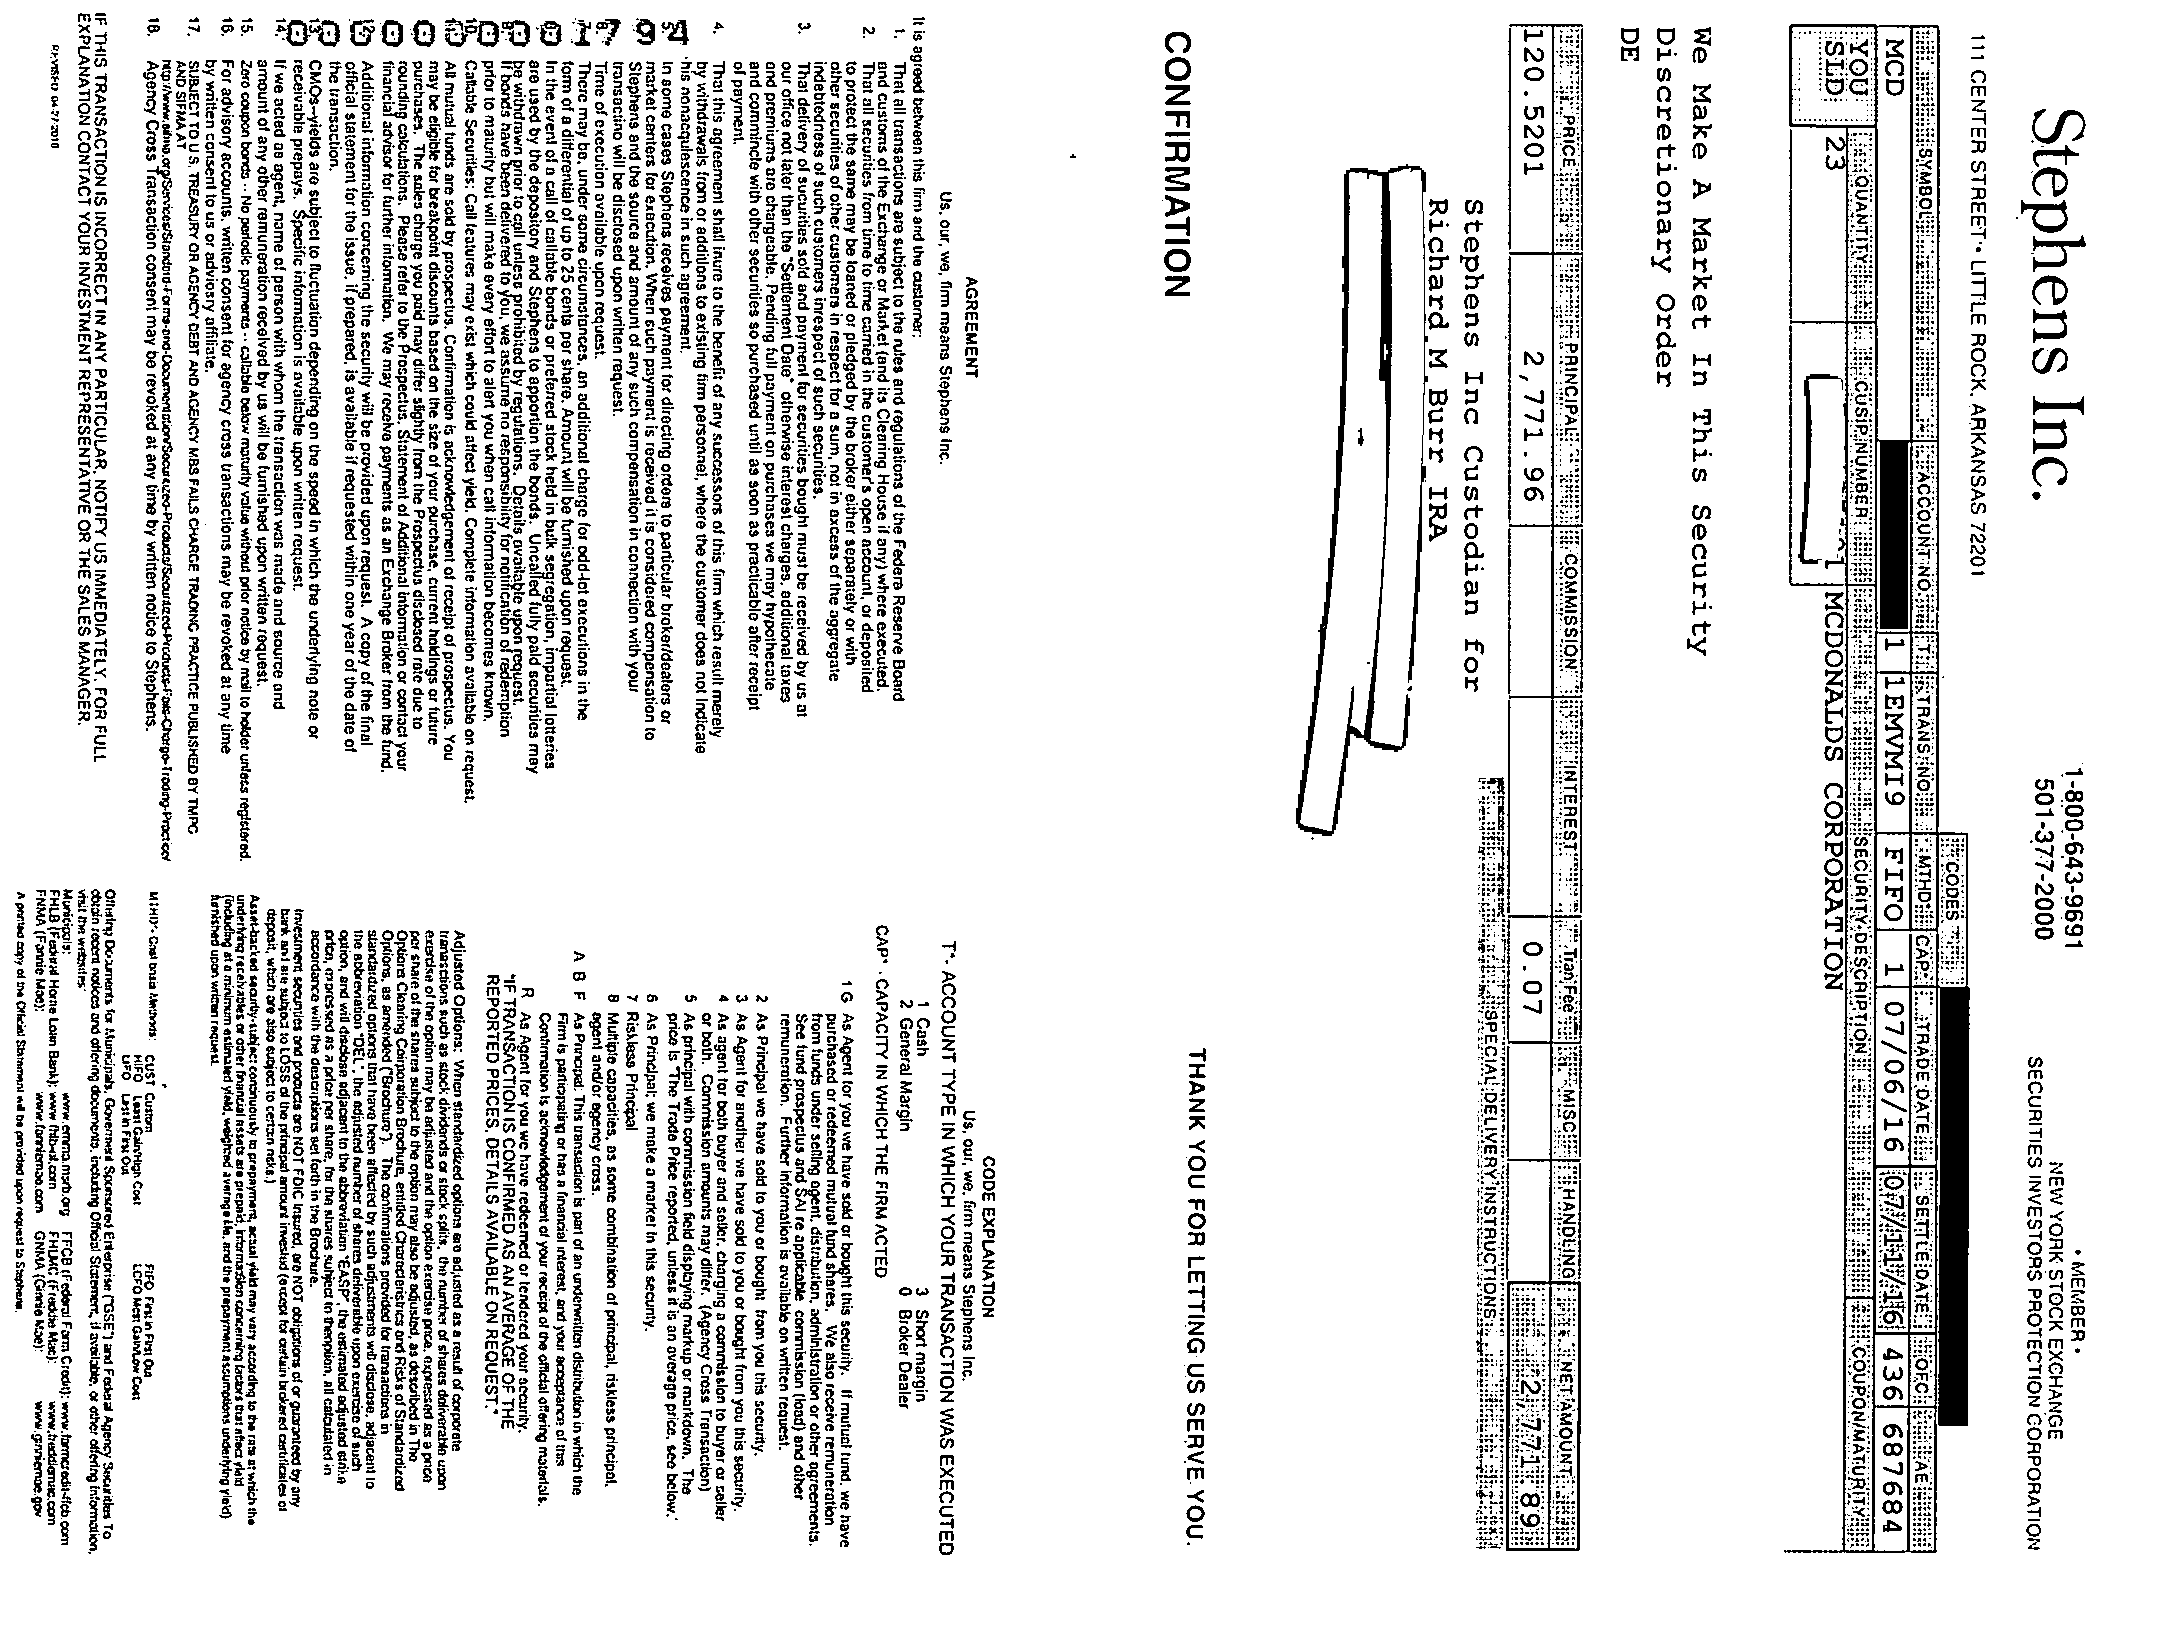 Stephens Inc.
111 CENTER STREET • LITTLE ROCK, ARKANSAS 72201
1-800-643-9691
501-377-2000
• MEMBER •
NEW YORK STOCK EXCHANGE
SECURITIES INVESTORS PROTECTION CORPORATION
CODES
SYMBOL ACCOUNT NO. T* TRANS NO MTHD* CAP* TRADE DATE SETTLE DATE OFC AE
MCD 1 1EMVMI9 FIFO 1 07/06/16 07/11/16 436 687684
YOU SLD
QUANTITY CUSIP NUMBER SECURITY DESCRIPTION COUPON/MATURITY
23 1 MCDONALDS CORPORATION
We Make A Market In This Security
Discretionary Order
DE
PRICE PRINCIPAL COMMISSION INTEREST Tran Fee MISC HANDLING NET AMOUNT
120.5201 2,771.96 0.07 2,771.89
SPECIAL DELIVERY INSTRUCTIONS
Stephens Inc Custodian for
Richard M Burr IRA
CONFIRMATION
THANK YOU FOR LETTING US SERVE YOU.
AGREEMENT
Us, our, we, firm means Stephens Inc.
It is agreed between this firm and the customer:
1. That all transactions are subject to the rules and regulations of the Federa Reserve Board
and customs of the Exchange or Market (and its Clearing House if any) where executed.
2. That all securities from time to time carried in the customer's open account, or deposited
to protect the same may be loaned or pledged by the broker either separately or with
other securities of other customers in respect for a sum, not in excess of the aggregate
indebtedness of such customers inrespect of such securities.
3. That delivery of securities sold and payment for securities bought must be received by us at
our office not later than the "Settlement Date" otherwise interest charges, additional taxes
and premiums are chargeable. Pending full payment on purchases we may hypothecate
and commincle with other securities so purchased until as soon as practicable after receipt
of payment.
4. That this agreement shall inure to the benefit of any successors of this firm which result merely
by withdrawals from or additions to existing firm personnel, where the customer does not indicate
his nonacquiescence in such agreement.
In some cases Stephens receives payment for directing orders to particular broker/dealers or
market centers for execution. When such payment is received it is considered compensation to
Stephens and the source and amount of any such compensation in connection with your
transactino will be disclosed upon written request.
Time of execution available upon request.
There may be, under some circumstances, an additional charge for odd-lot executions in the
form of a differential of up to 25 cents per share. Amount will be furnished upon request.
In the event of a call of callable bonds or preferred stock held in bulk segregation, impartial lotteries
are used by the depository and Stephens to apportion the bonds. Uncalled fully paid securities may
be withdrawn prior to call unless prohibited by regulations. Details available upon request.
If bonds have been delivered to you, we assume no responsibility for notification of redemption
prior to maturity but will make every effort to alert you when call information becomes known.
Callable Securities: Call features may exist which could affect yield. Complete information available on request.
All mutual funds are sold by prospectus. Confirmation is acknowledgement of receipt of prospectus. You
may be eligible for breakpoint discounts based on the size of your purchase, current holdings or future
purchases. The sales charge you paid may differ slightly from the Prospectus disclosed rate due to
rounding calculations. Please refer to the Prospectus, Statement of Additional Information or contact your
financial advisor for further information. We may receive payments as an Exchange Broker from the fund.
Additional information concerning the security will be provided upon request. A copy of the final
official statement for the issue, if prepared, is available if requested within one year of the date of
the transaction.
CMOs—yields are subject to fluctuation depending on the speed in which the underlying note or
receivable prepays. Specific information is available upon written request.
14. If we acted as agent, name of person with whom the transaction was made and source and
amount of any other remuneration received by us will be furnished upon written request.
15. Zero coupon bonds - - No periodic payments - - callable below maturity value without prior notice by mail to holder unless registered.
16. For advisory accounts, written consent for agency cross transactions may be revoked at any time
by written consent to us or adviosry affiliate.
17. SUBJECT TO U.S. TREASURY OR AGENCY DEBT AND AGENCY MBS FAILS CHARGE TRADING PRACTICE PUBLISHED BY TMPG
AND SIFMA AT
18. Agency Cross Transaction consent may be revoked at any time by written notice to Stephens.
IF THIS TRANSACTION IS INCORRECT IN ANY PARTICULAR, NOTIFY US IMMEDIATELY. FOR FULL
EXPLANATION CONTACT YOUR INVESTMENT REPRESENTATIVE OR THE SALES MANAGER.
REVISED 04-27-2010
CODE EXPLANATION
Us, our, we, firm means Stephens Inc.
T*- ACCOUNT TYPE IN WHICH YOUR TRANSACTION WAS EXECUTED
1 Cash 3 Short margin
2 General Margin 0 Broker Dealer
CAP* - CAPACITY IN WHICH THE FIRM ACTED
1 G As Agent for you we have sold or bought this security. If mutual fund, we have
purchased or redeemed mutual fund shares. We also receive remuneration
from funds under selling agent, distribution, administration or other agreements.
See fund prospectus and SAI re applicable commission (load) and other
remuneration. Further information is available on written request.
2 As Principal we have sold to you or bought from you this security.
3 As Agent for another we have sold to you or bought from you this security.
4 As agent for both buyer and seller, charging a commission to buyer or seller
or both. Commission amounts may differ. (Agency Cross Transaction)
5 As principal with commission field displaying markup or markdown. The
price is "The Trade Price reported, unless it is an average price, see below."
6 As Principal; we make a market in this security.
7 Riskless Principal
8 Multiple capacities, as some combination of principal, riskless principal,
agent and/or agency cross.
A B F As Principal: This transaction is part of an underwritten distribution in which the
Firm is participating or has a financial interest, and your acceptance of this
Confirmation is acknowledgement of your receipt of the official offering materials.
R As Agent for you we have redeemed or tendered your security.
"IF TRANSACTION IS CONFIRMED AS AN AVERAGE OF THE
REPORTED PRICES, DETAILS AVAILABLE ON REQUEST."
Adjusted Options: When standardized options are adjusted as a result of corporate
transactions such as stock dividends or stock splits, the number of shares deliverable upon
exercise of the option may be adjusted and the option exercise price, expressed as a price
per share of the shares subject to the option may also be adjusted, as described in The
Options Clearing Corporation Brochure, entitled Characteristics and Risks of Standardized
Options, as amended ("Brochure"). The confirmations provided for transactions in
standardized options that have been affected by such adjustments will disclose, adjacent to
the abbreviation "DEL", the adjusted number of shares deliverable upon exercise of such
option, and will disclose adjacent to the abbreviation "EASP", the estimated adjusted strike
price, expressed as a price per share, for the shares subject to the option, all calculated in
accordance with the descriptions set forth in the Brochure.
Investment securities and products are NOT FDIC Insured, are NOT obligations of or guaranteed by any
bank and are subject to LOSS of the principal amount invested (except for certain brokered certificates of
deposit, which are also subject to certain risks.)
Asset-backed security-subject continuously to prepayment, actual yield may vary according to the rate at which the
underlying receivables or other financial assets are prepaid, information concerning factors that affect yield
(including at a minimum estimated yield, weighted average life, and the prepayment assumptions underlying yield)
furnished upon written request.
MTHD*- Cost basis Methods: CUST Custom FIFO First in First Out
HIFO Least Gain/High Cost LCFO Most Gain/Low Cost
LIFO Last in First Out
Offering Documents for Municipals, Government Sponsored Enterprise ("GSE") and Federal Agency Securities To
obtain recent notices and offering documents, including Official Statement, if available, or other offering information,
visit the websites:
Municipals: www.emma.msrb.org FFCB (Federal Farm Credit): www.farmcredit-ffcb.com
FHLB (Federal Home Loan Bank): www.fhlb-of.com FHLMC (Freddie Mac): www.freddiemac.com
FNMA (Fannie Mae): www.fanniemae.com GNMA (Ginnie Mae): www.ginniemae.gov
A printed copy of the Official Statement will be provided upon request to Stephens.
00000000001794